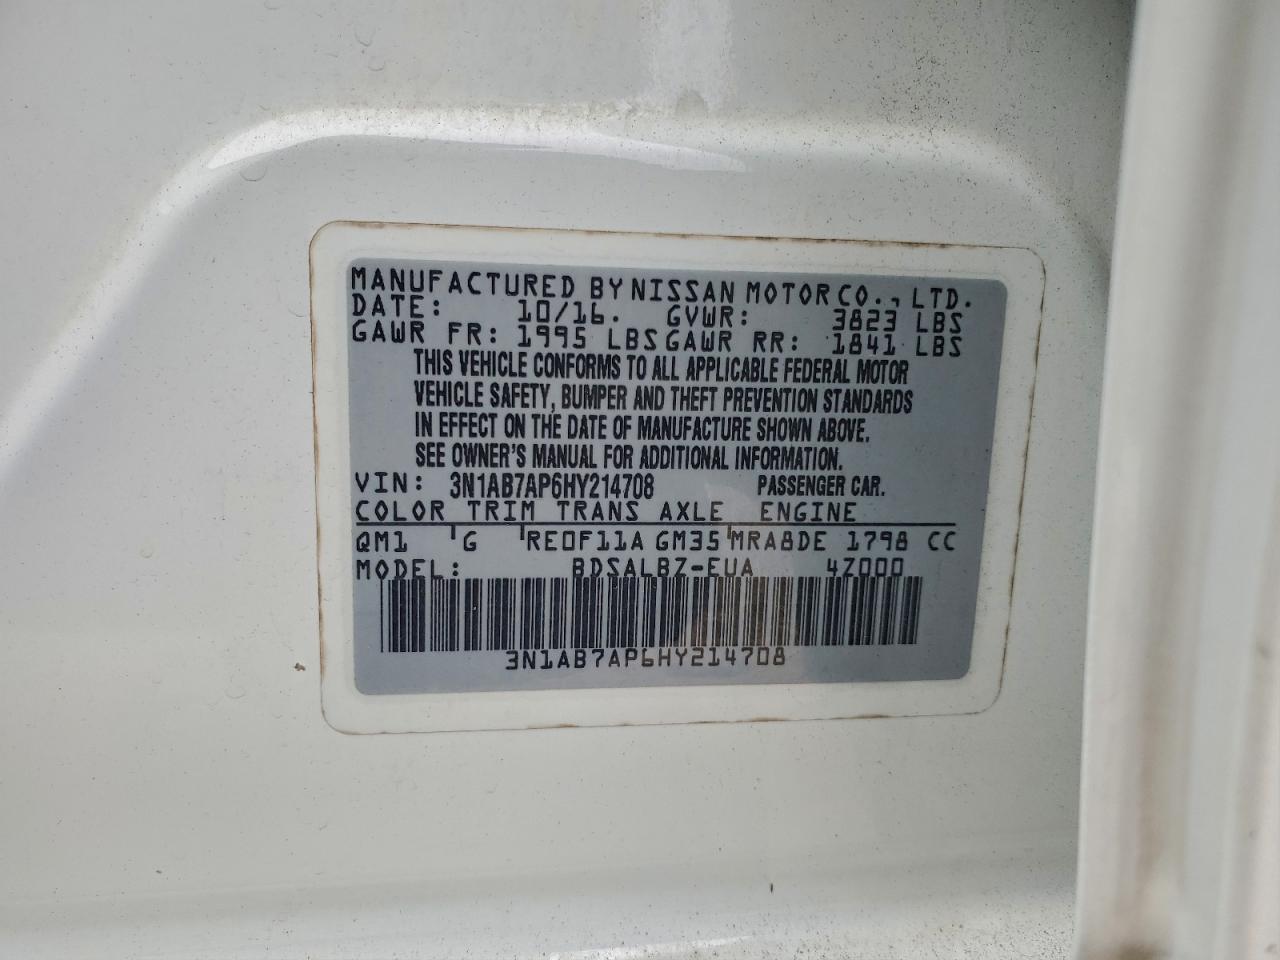 MANUFACTURED BY NISSAN MOTOR CO., LTD.
DATE: 10/16. GVWR: 3823 LBS
GAWR FR: 1995 LBS GAWR RR: 1841 LBS
THIS VEHICLE CONFORMS TO ALL APPLICABLE FEDERAL MOTOR
VEHICLE SAFETY, BUMPER AND THEFT PREVENTION STANDARDS
IN EFFECT ON THE DATE OF MANUFACTURE SHOWN ABOVE.
SEE OWNER'S MANUAL FOR ADDITIONAL INFORMATION.
VIN: 3N1AB7AP6HY214708 PASSENGER CAR.
COLOR TRIM TRANS AXLE ENGINE
QM1 G RE0F11A GM35 MRA8DE 1798 CC
MODEL: BDSALBZ-EUA 4Z000
3N1AB7AP6HY214708